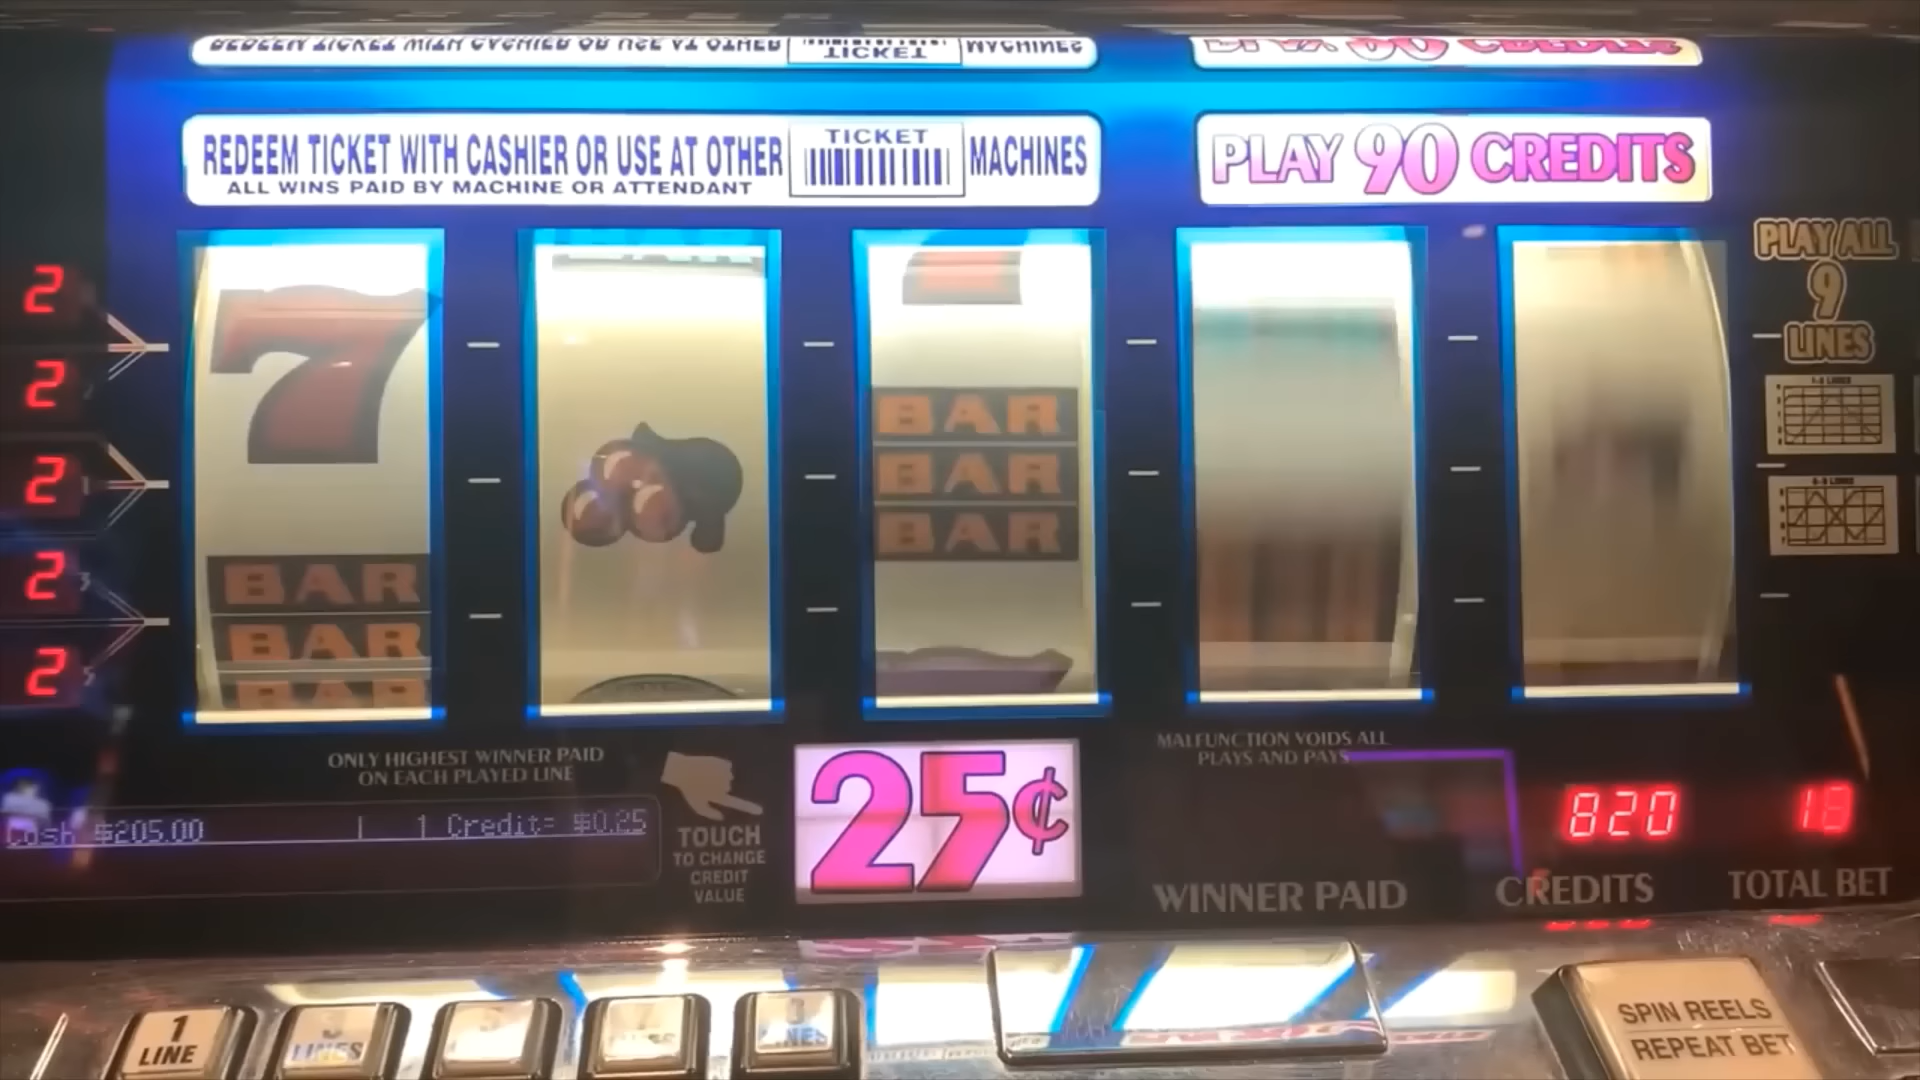 REDEEM TICKET WITH CASHIER OR USE AT OTHER TICKET MACHINES
ALL WINS PAID BY MACHINE OR ATTENDANT
PLAY 90 CREDITS
PLAY ALL
9
LINES
2
2
2
2
2
7
BAR
BAR
BAR
BAR
BAR
BAR
ONLY HIGHEST WINNER PAID
ON EACH PLAYED LINE
MALFUNCTION VOIDS ALL
PLAYS AND PAYS
Cash $205.00
1 Credit= $0.25
TOUCH
TO CHANGE
CREDIT
VALUE
25¢
820
18
WINNER PAID
CREDITS
TOTAL BET
1
LINE
LINES
LINES
SPIN REELS
REPEAT BET